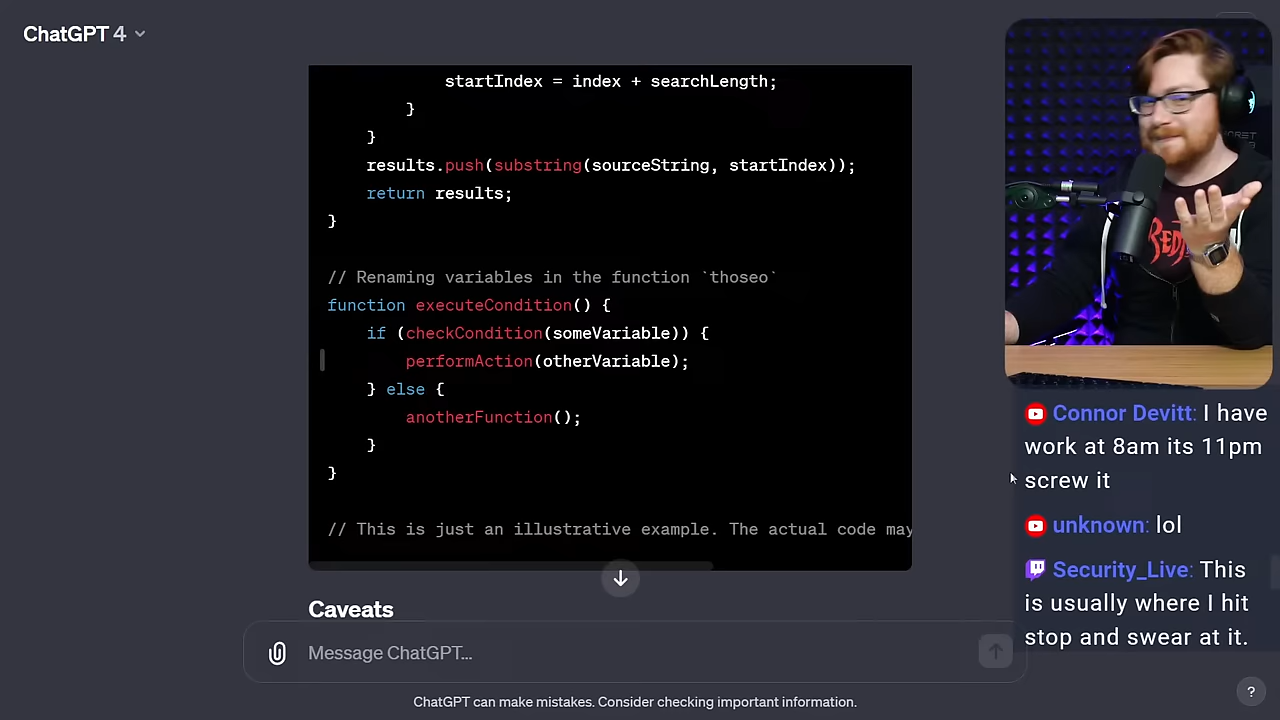 ChatGPT 4
startIndex = index + searchLength;
}
}
results.push(substring(sourceString, startIndex));
return results;
}
// Renaming variables in the function `thoseo`
function executeCondition() {
if (checkCondition(someVariable)) {
performAction(otherVariable);
} else {
anotherFunction();
}
}
// This is just an illustrative example. The actual code may
Caveats
Message ChatGPT...
ChatGPT can make mistakes. Consider checking important information.
?
Connor Devitt: I have
work at 8am its 11pm
screw it
unknown: lol
Security_Live: This
is usually where I hit
stop and swear at it.